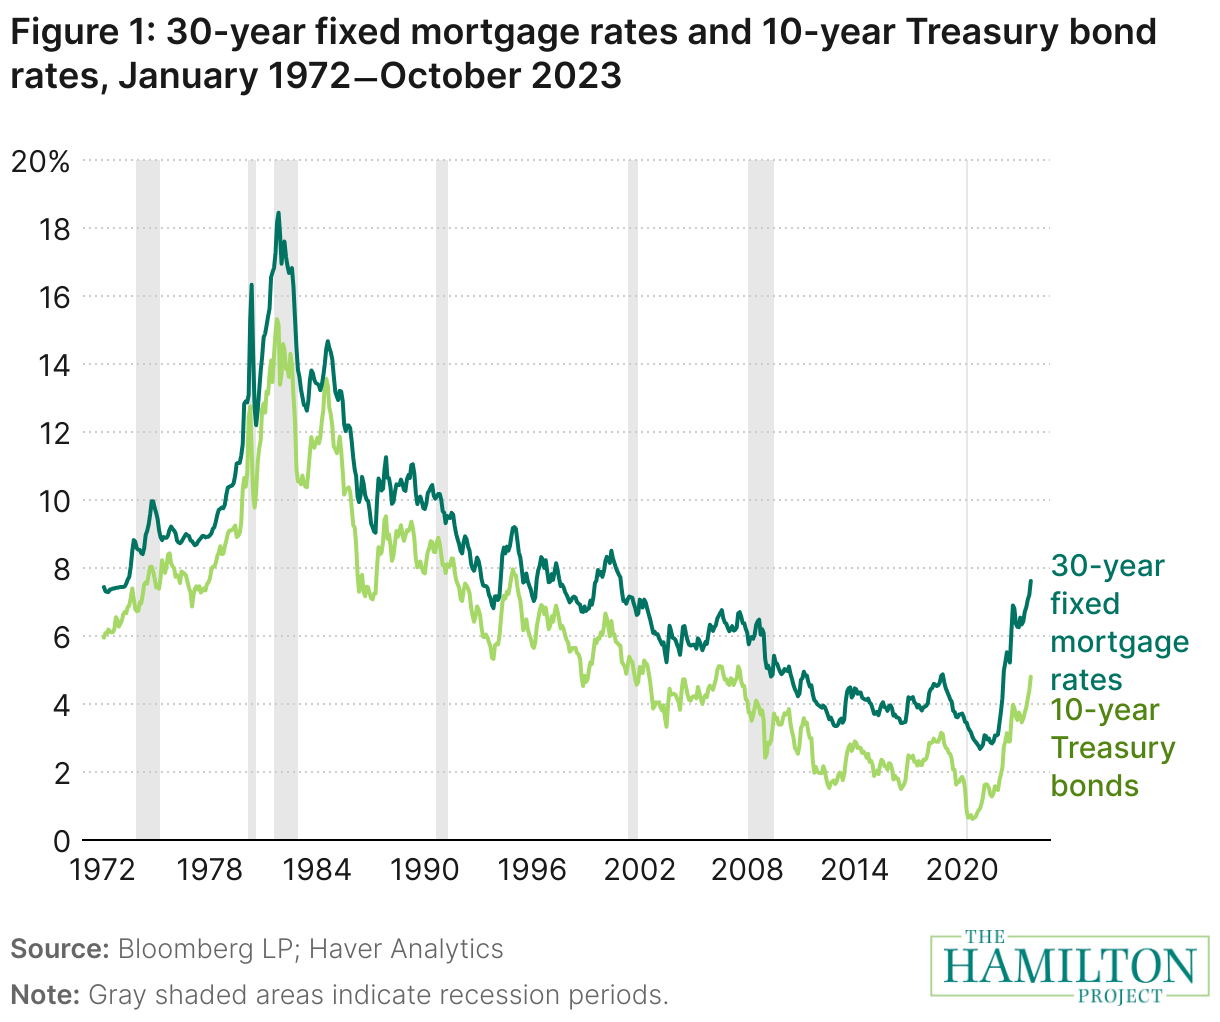 Figure 1: 30-year fixed mortgage rates and 10-year Treasury bond
rates, January 1972—October 2023
20%
18
16
14
12
10
8
6
4
2
0
30-year
fixed
mortgage
rates
10-year
Treasury
bonds
1972 1978 1984 1990 1996 2002 2008 2014 2020
Source: Bloomberg LP; Haver Analytics
Note: Gray shaded areas indicate recession periods.
THE
HAMILTON
PROJECT